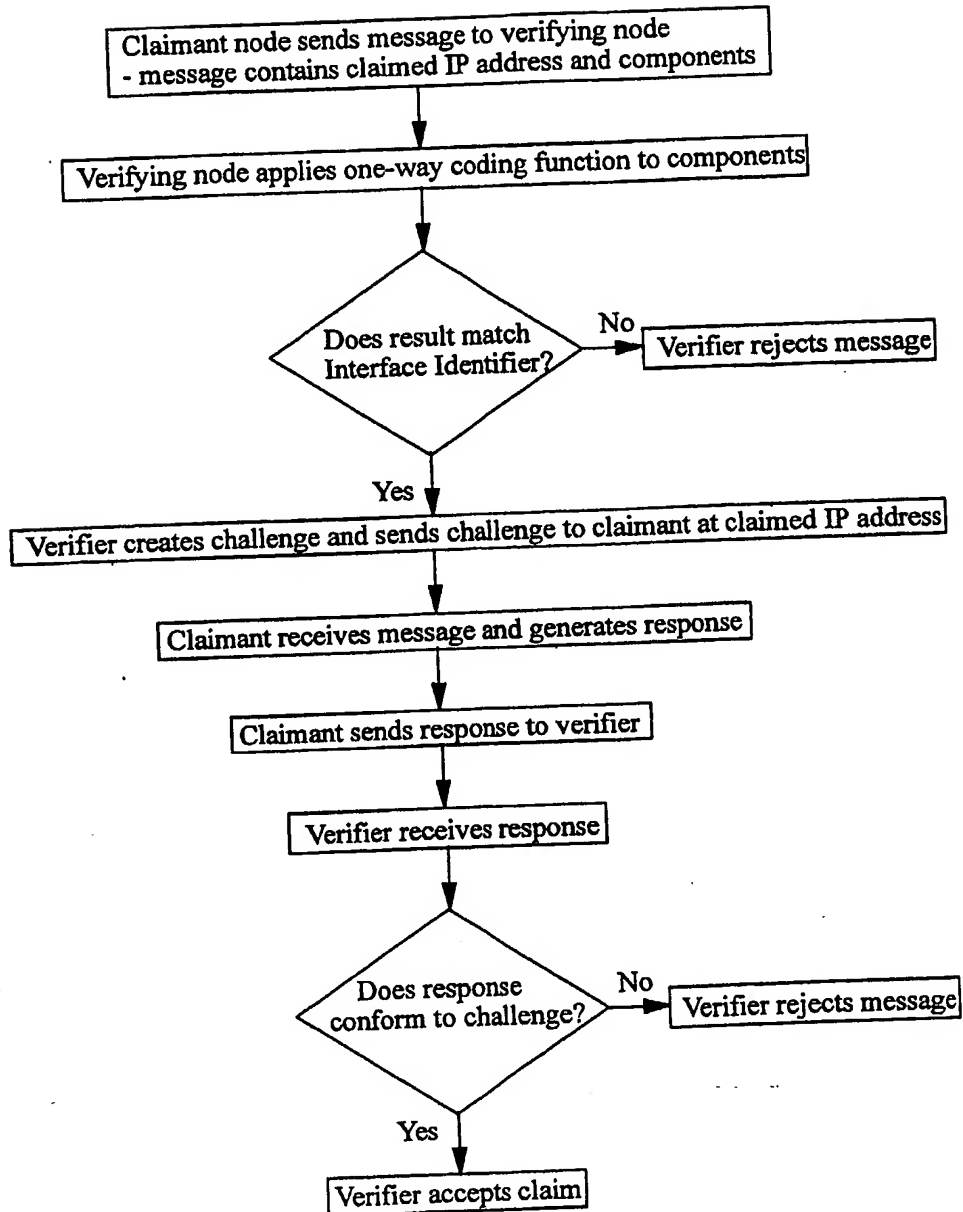 Claimant node sends message to verifying node
- message contains claimed IP address and components
Verifying node applies one-way coding function to components
Does result match
Interface Identifier?
No
Verifier rejects message
Yes
Verifier creates challenge and sends challenge to claimant at claimed IP address
Claimant receives message and generates response
Claimant sends response to verifier
Verifier receives response
Does response
conform to challenge?
No
Verifier rejects message
Yes
Verifier accepts claim